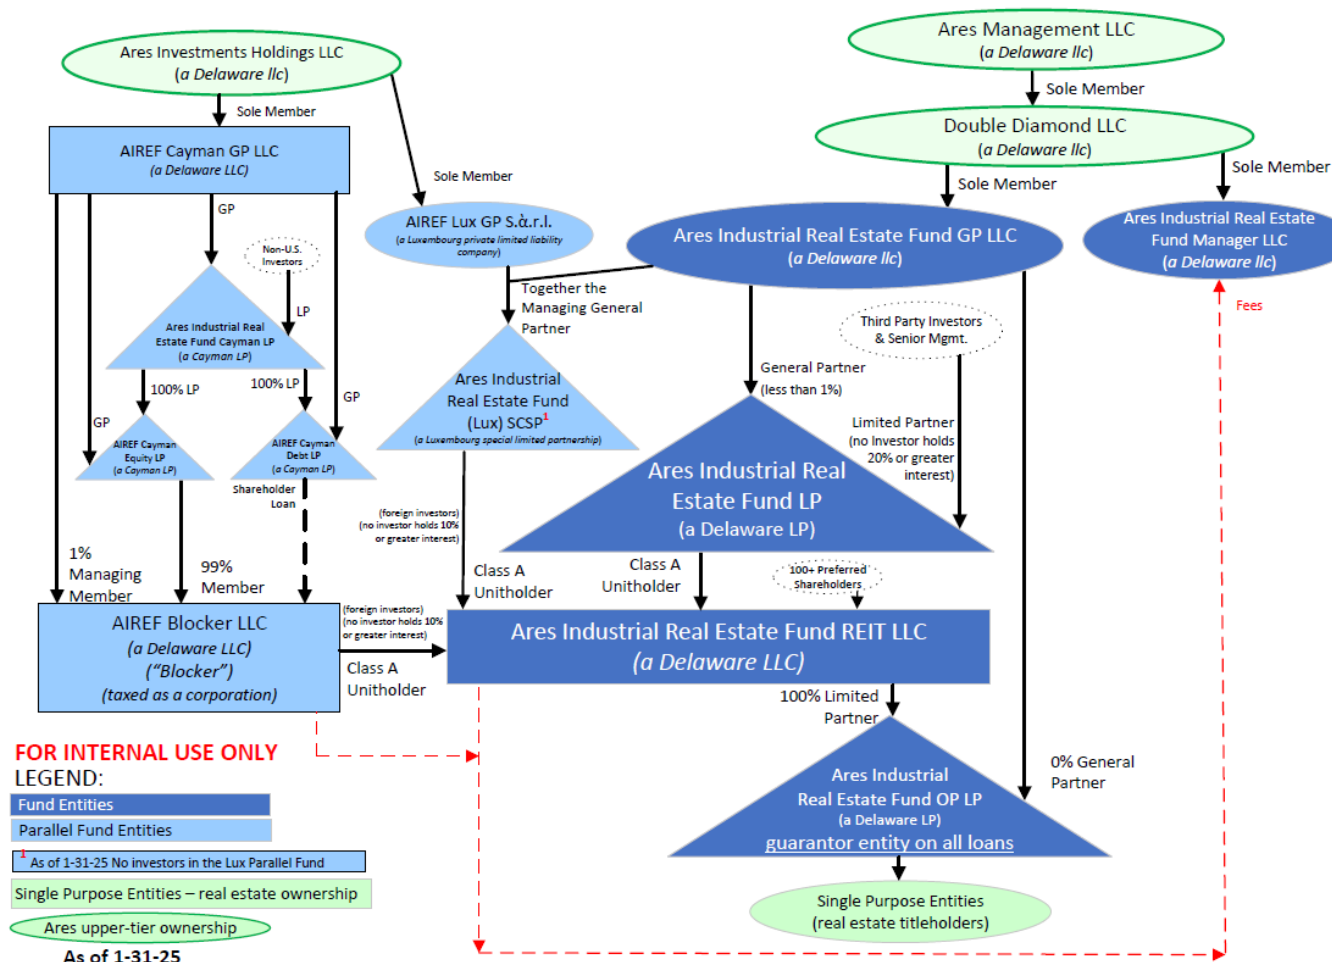 Ares Investments Holdings LLC
(a Delaware llc)
Ares Management LLC
(a Delaware llc)
Sole Member
Sole Member
Double Diamond LLC
(a Delaware llc)
AIREF Cayman GP LLC
(a Delaware LLC)
Sole Member
Sole Member
Sole Member
GP
AIREF Lux GP S.à.r.l.
(a Luxembourg private limited liability
company)
Ares Industrial Real Estate Fund GP LLC
(a Delaware llc)
Ares Industrial Real Estate
Fund Manager LLC
(a Delaware llc)
Non-U.S.
Investors
LP
Together the
Managing General
Partner
Fees
Third Party Investors
& Senior Mgmt.
Ares Industrial Real
Estate Fund Cayman LP
(a Cayman LP)
General Partner
(less than 1%)
100% LP
100% LP
GP
GP
Ares Industrial
Real Estate Fund
(Lux) SCSP1
(a Luxembourg special limited partnership)
Limited Partner
(no Investor holds
20% or greater
interest)
AIREF Cayman
Equity LP
(a Cayman LP)
AIREF Cayman
Debt LP
(a Cayman LP)
Shareholder
Loan
Ares Industrial Real
Estate Fund LP
(a Delaware LP)
(foreign investors)
(no investor holds 10%
or greater interest)
1%
Managing
Member
99%
Member
Class A
Unitholder
Class A
Unitholder
100+ Preferred
Shareholders
AIREF Blocker LLC
(a Delaware LLC)
("Blocker")
(taxed as a corporation)
(foreign investors)
(no investor holds 10%
or greater interest)
Class A
Unitholder
Ares Industrial Real Estate Fund REIT LLC
(a Delaware LLC)
100% Limited
Partner
0% General
Partner
Ares Industrial
Real Estate Fund OP LP
(a Delaware LP)
guarantor entity on all loans
Single Purpose Entities
(real estate titleholders)
FOR INTERNAL USE ONLY
LEGEND:
Fund Entities
Parallel Fund Entities
1 As of 1-31-25 No investors in the Lux Parallel Fund
Single Purpose Entities – real estate ownership
Ares upper-tier ownership
As of 1-31-25